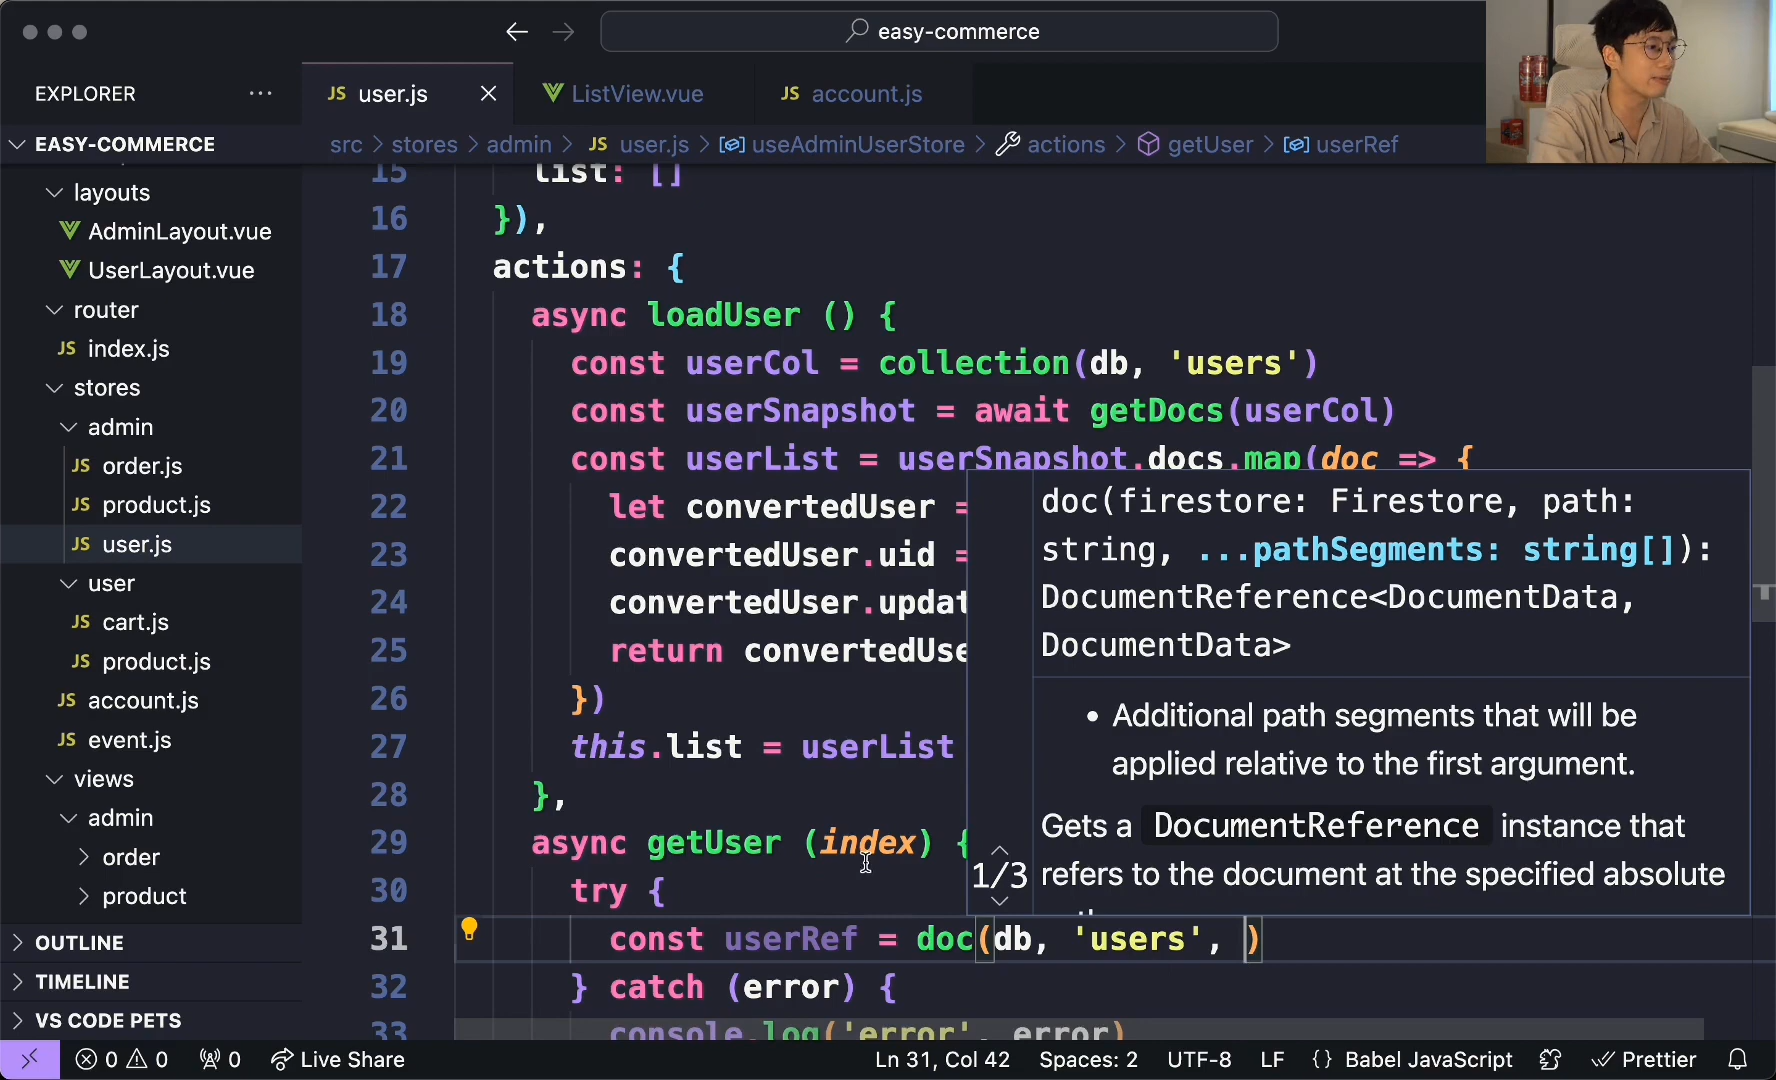 easy-commerce
EXPLORER
JS user.js
ListView.vue
JS account.js
EASY-COMMERCE
src > stores > admin > JS user.js > useAdminUserStore > actions > getUser > userRef
layouts
AdminLayout.vue
UserLayout.vue
router
JS index.js
stores
admin
JS order.js
JS product.js
JS user.js
user
JS cart.js
JS product.js
JS account.js
JS event.js
views
admin
order
product
OUTLINE
TIMELINE
VS CODE PETS
15 list: []
16 }),
17 actions: {
18 async loadUser () {
19 const userCol = collection(db, 'users')
20 const userSnapshot = await getDocs(userCol)
21 const userList = userSnapshot.docs.map(doc => {
22 let convertedUser =
23 convertedUser.uid =
24 convertedUser.updat
25 return convertedUse
26 })
27 this.list = userList
28 },
29 async getUser (index) {
30 try {
31 const userRef = doc(db, 'users', )
32 } catch (error) {
33 console.log('error', error)
doc(firestore: Firestore, path:
string, ...pathSegments: string[]):
DocumentReference<DocumentData,
DocumentData>
• Additional path segments that will be
applied relative to the first argument.
Gets a DocumentReference instance that
1/3 refers to the document at the specified absolute
0 0 0 Live Share
Ln 31, Col 42 Spaces: 2 UTF-8 LF {} Babel JavaScript Prettier